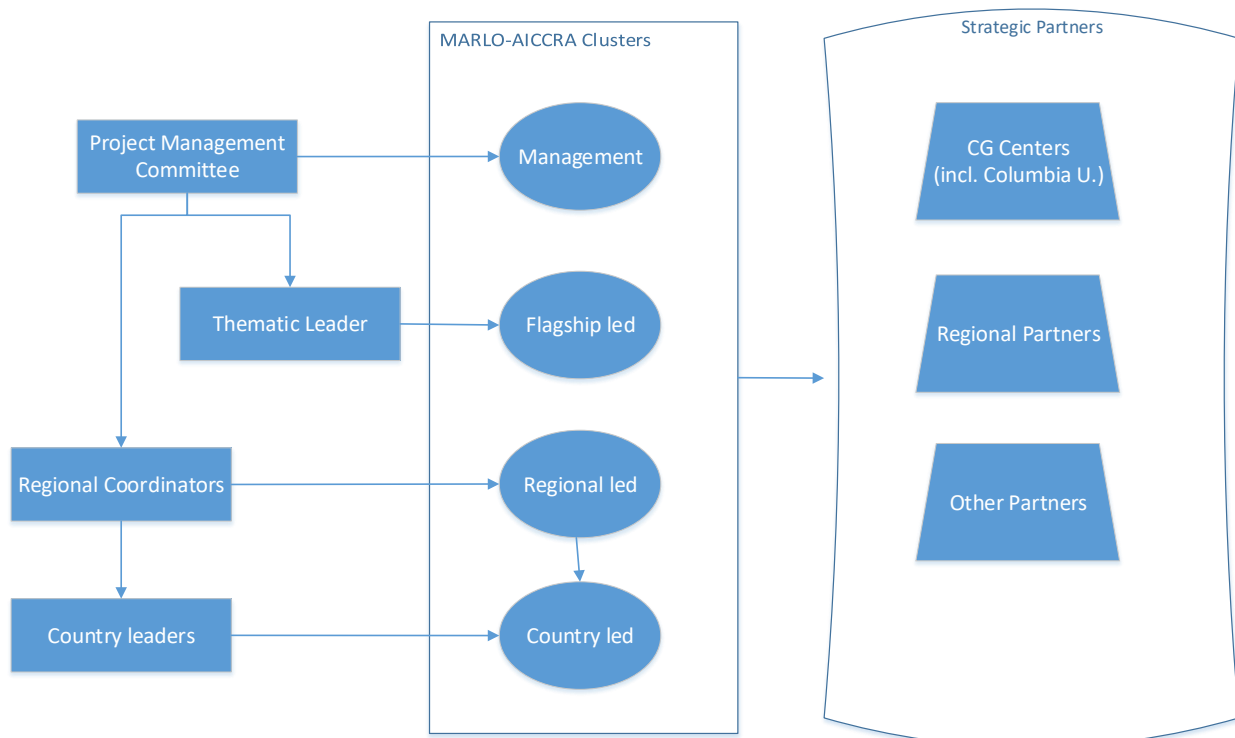 MARLO-AICCRA Clusters
Strategic Partners
Project Management
Committee
Management
CG Centers
(incl. Columbia U.)
Thematic Leader
Flagship led
Regional Partners
Regional Coordinators
Regional led
Other Partners
Country leaders
Country led